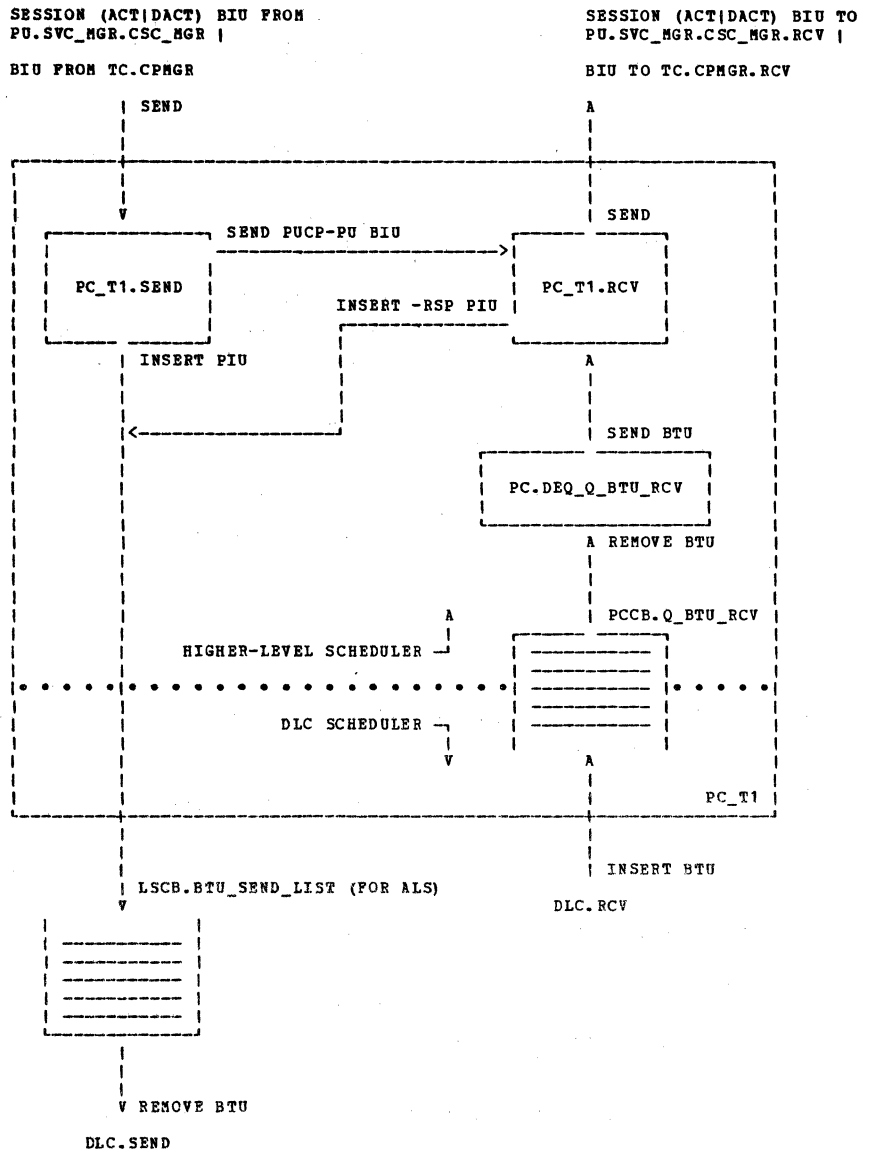 SESSION (ACT|DACT) BIU FROM
PU.SVC_MGR.CSC_MGR |
BIU FROM TC.CPMGR
SESSION (ACT|DACT) BIU TO
PU.SVC_MGR.CSC_MGR.RCV |
BIU TO TC.CPMGR.RCV
SEND
SEND
SEND PUCP-PU BIU
PC_T1.SEND
PC_T1.RCV
INSERT -RSP PIU
INSERT PIU
SEND BTU
PC.DEQ_Q_BTU_RCV
REMOVE BTU
PCCB.Q_BTU_RCV
HIGHER-LEVEL SCHEDULER
DLC SCHEDULER
PC_T1
INSERT BTU
LSCB.BTU_SEND_LIST (FOR ALS)
DLC.RCV
REMOVE BTU
DLC.SEND